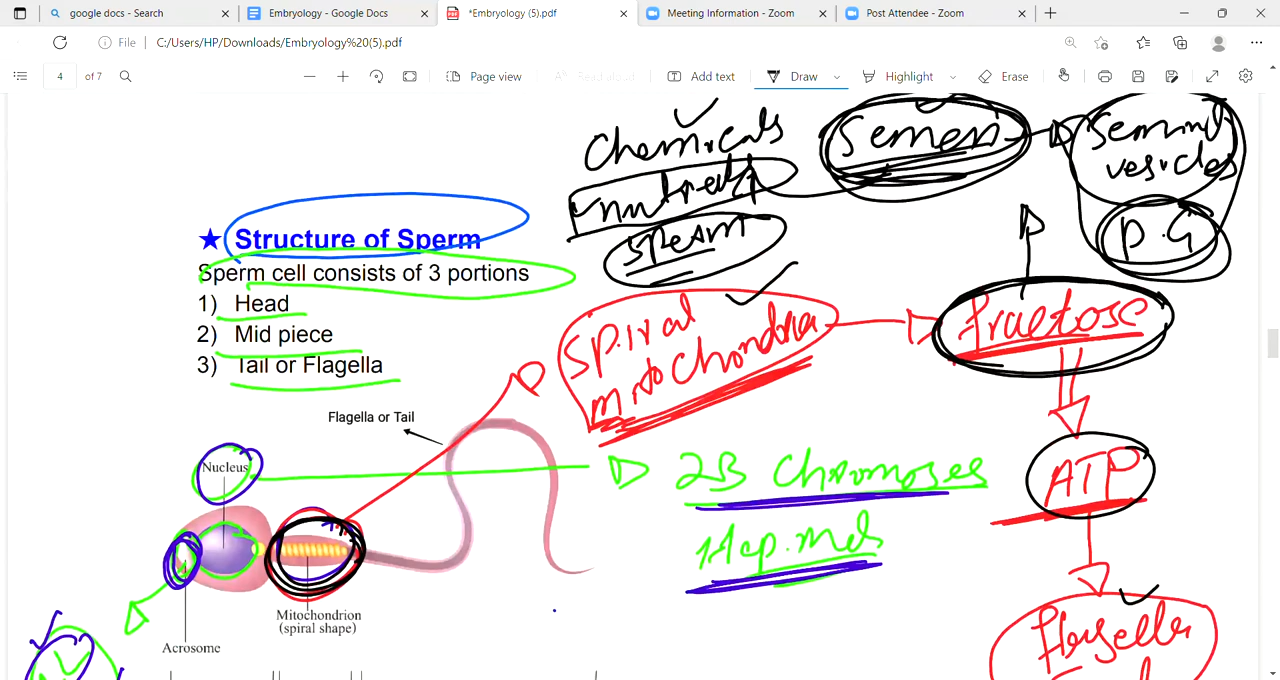 google docs - Search
Embryology - Google Docs
*Embryology (5).pdf
Meeting Information - Zoom
Post Attendee - Zoom
File
C:/Users/HP/Downloads/Embryology%20(5).pdf
4 of 7
Page view
Read aloud
Add text
Draw
Highlight
Erase
Chemicals
Semen
Seminal
vesicles
Sperm
P.G
★ Structure of Sperm
Sperm cell consists of 3 portions
1) Head
2) Mid piece
3) Tail or Flagella
Spiral
mitochondria
fructose
Flagella or Tail
Nucleus
23 Chromoses
ATP
Mitochondrion
(spiral shape)
Acrosome